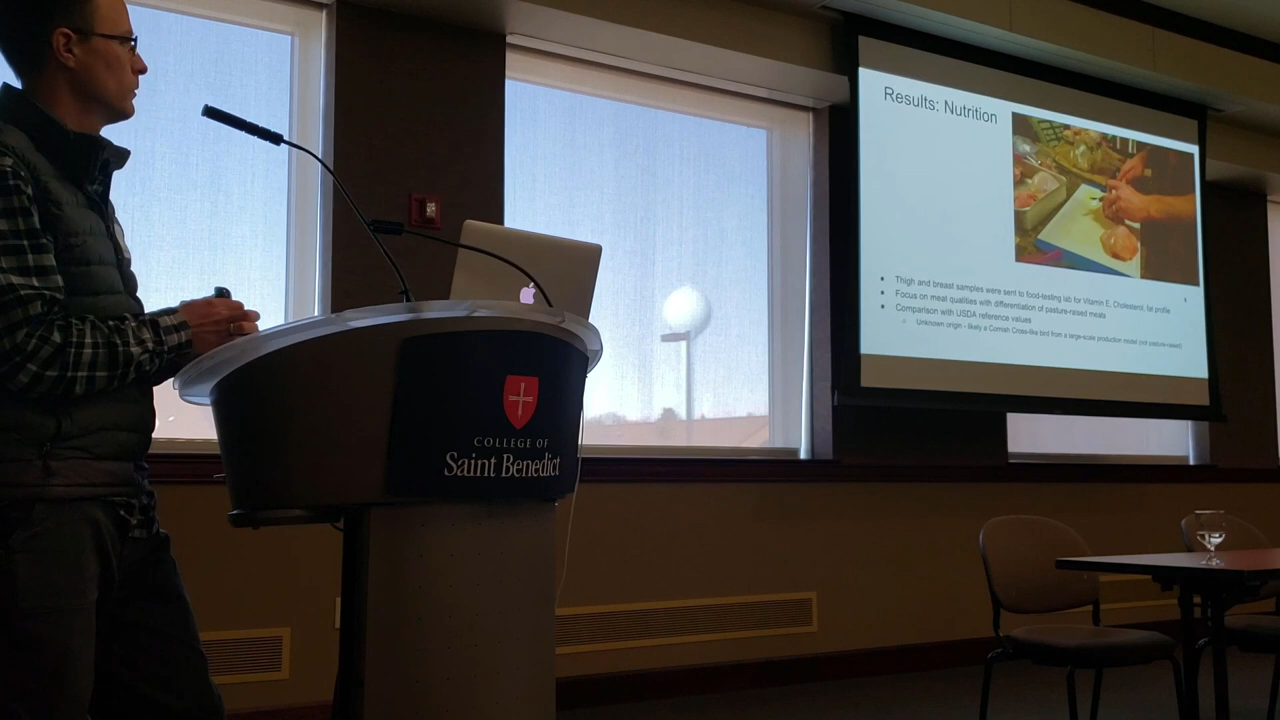 Results: Nutrition
Thigh and breast samples were sent to food-testing lab for Vitamin E, Cholesterol, fat profile
Focus on meat qualities with differentiation of pasture-raised meats
Comparison with USDA reference values
Unknown origin - likely a Cornish Cross-like bird from a large-scale production model (not pasture-raised)
COLLEGE OF
Saint Benedict